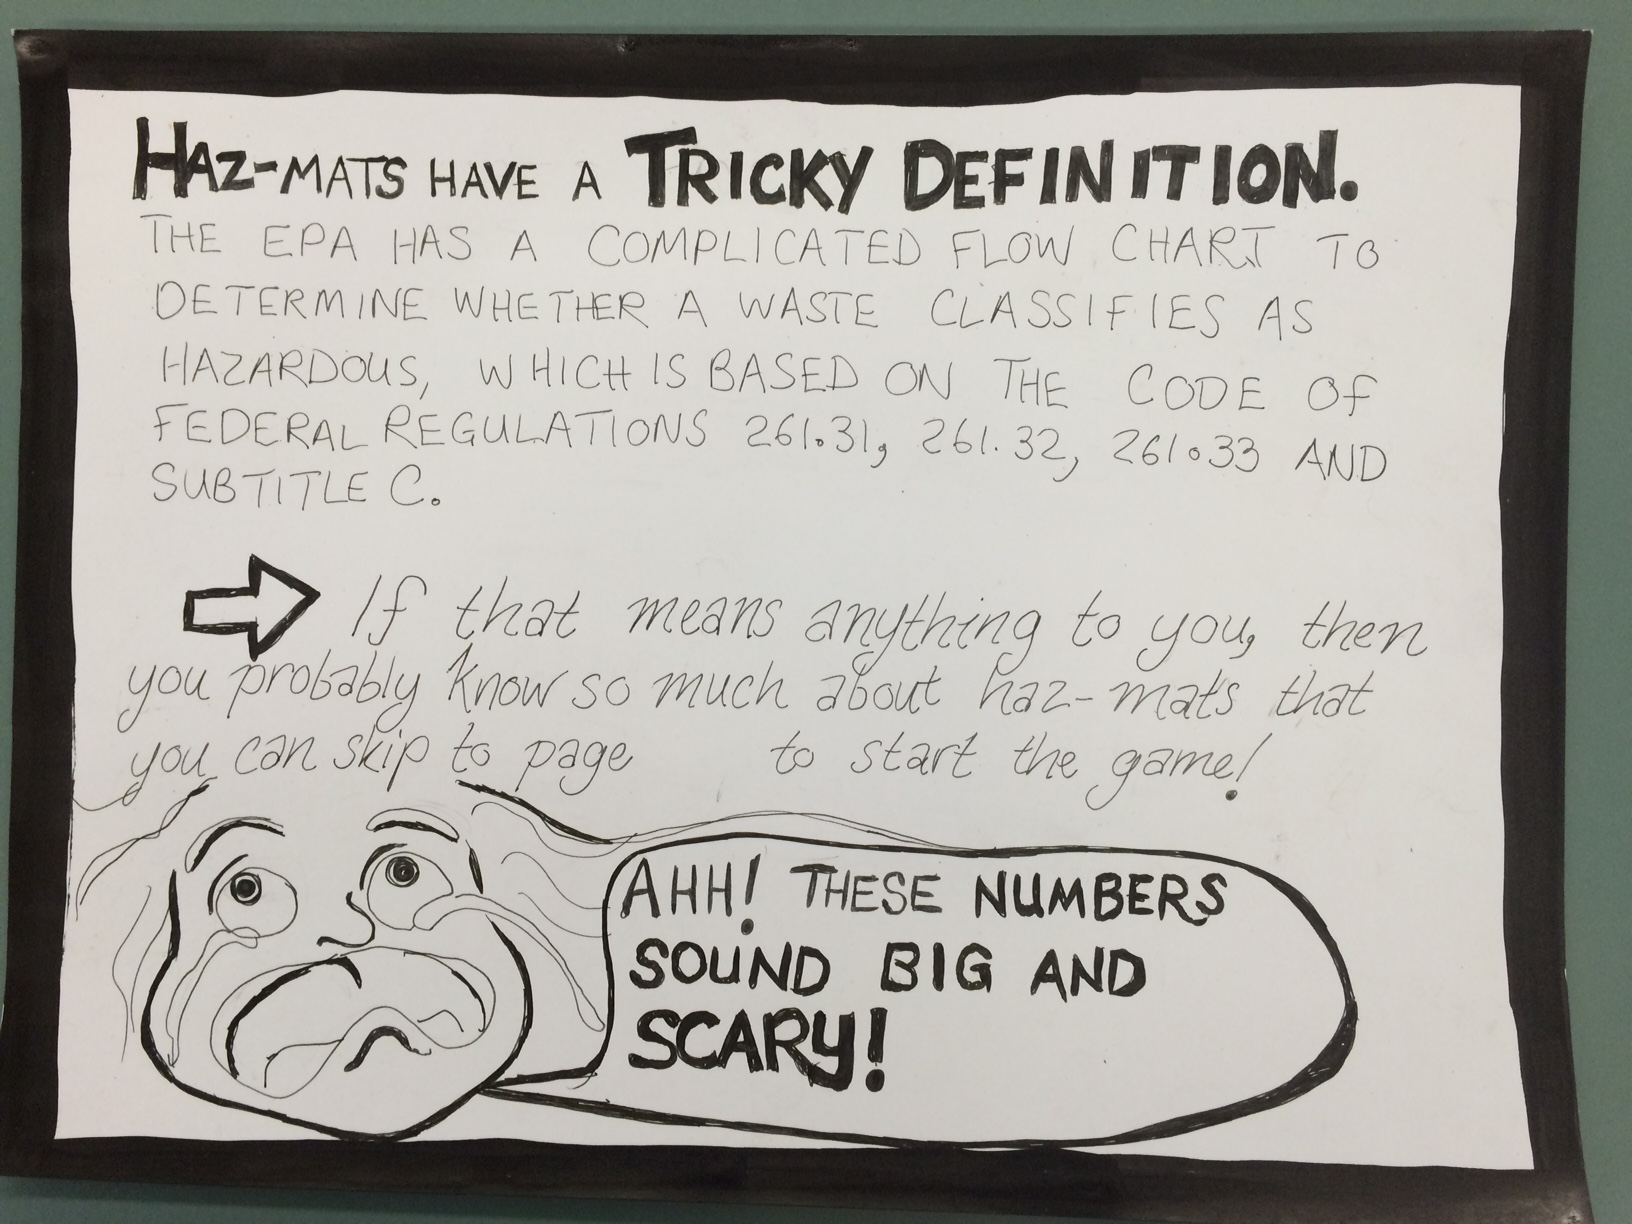 HAZ-MATS HAVE A TRICKY DEFINITION.
THE EPA HAS A COMPLICATED FLOW CHART TO
DETERMINE WHETHER A WASTE CLASSIFIES AS
HAZARDOUS, WHICH IS BASED ON THE CODE OF
FEDERAL REGULATIONS 261.31, 261.32, 261.33 AND
SUBTITLE C.
If that means anything to you, then
you probably know so much about haz-mats that
you can skip to page to start the game!
AHH! THESE NUMBERS
SOUND BIG AND
SCARY!